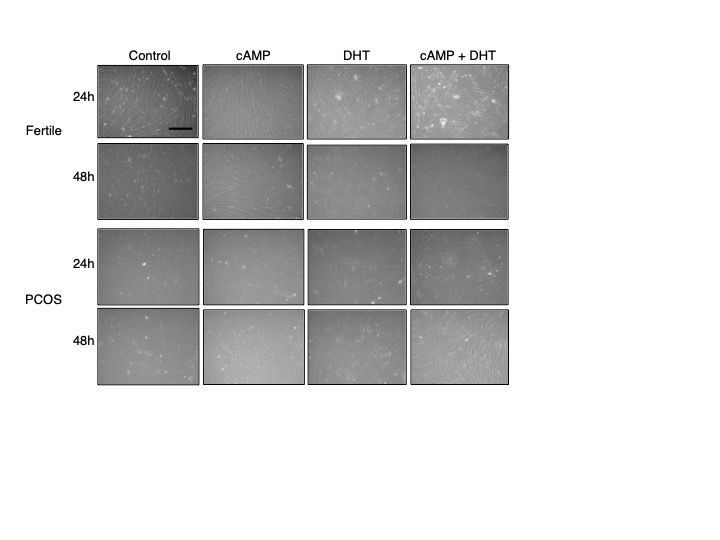 Control cAMP DHT cAMP + DHT
24h
Fertile
48h
24h
PCOS
48h